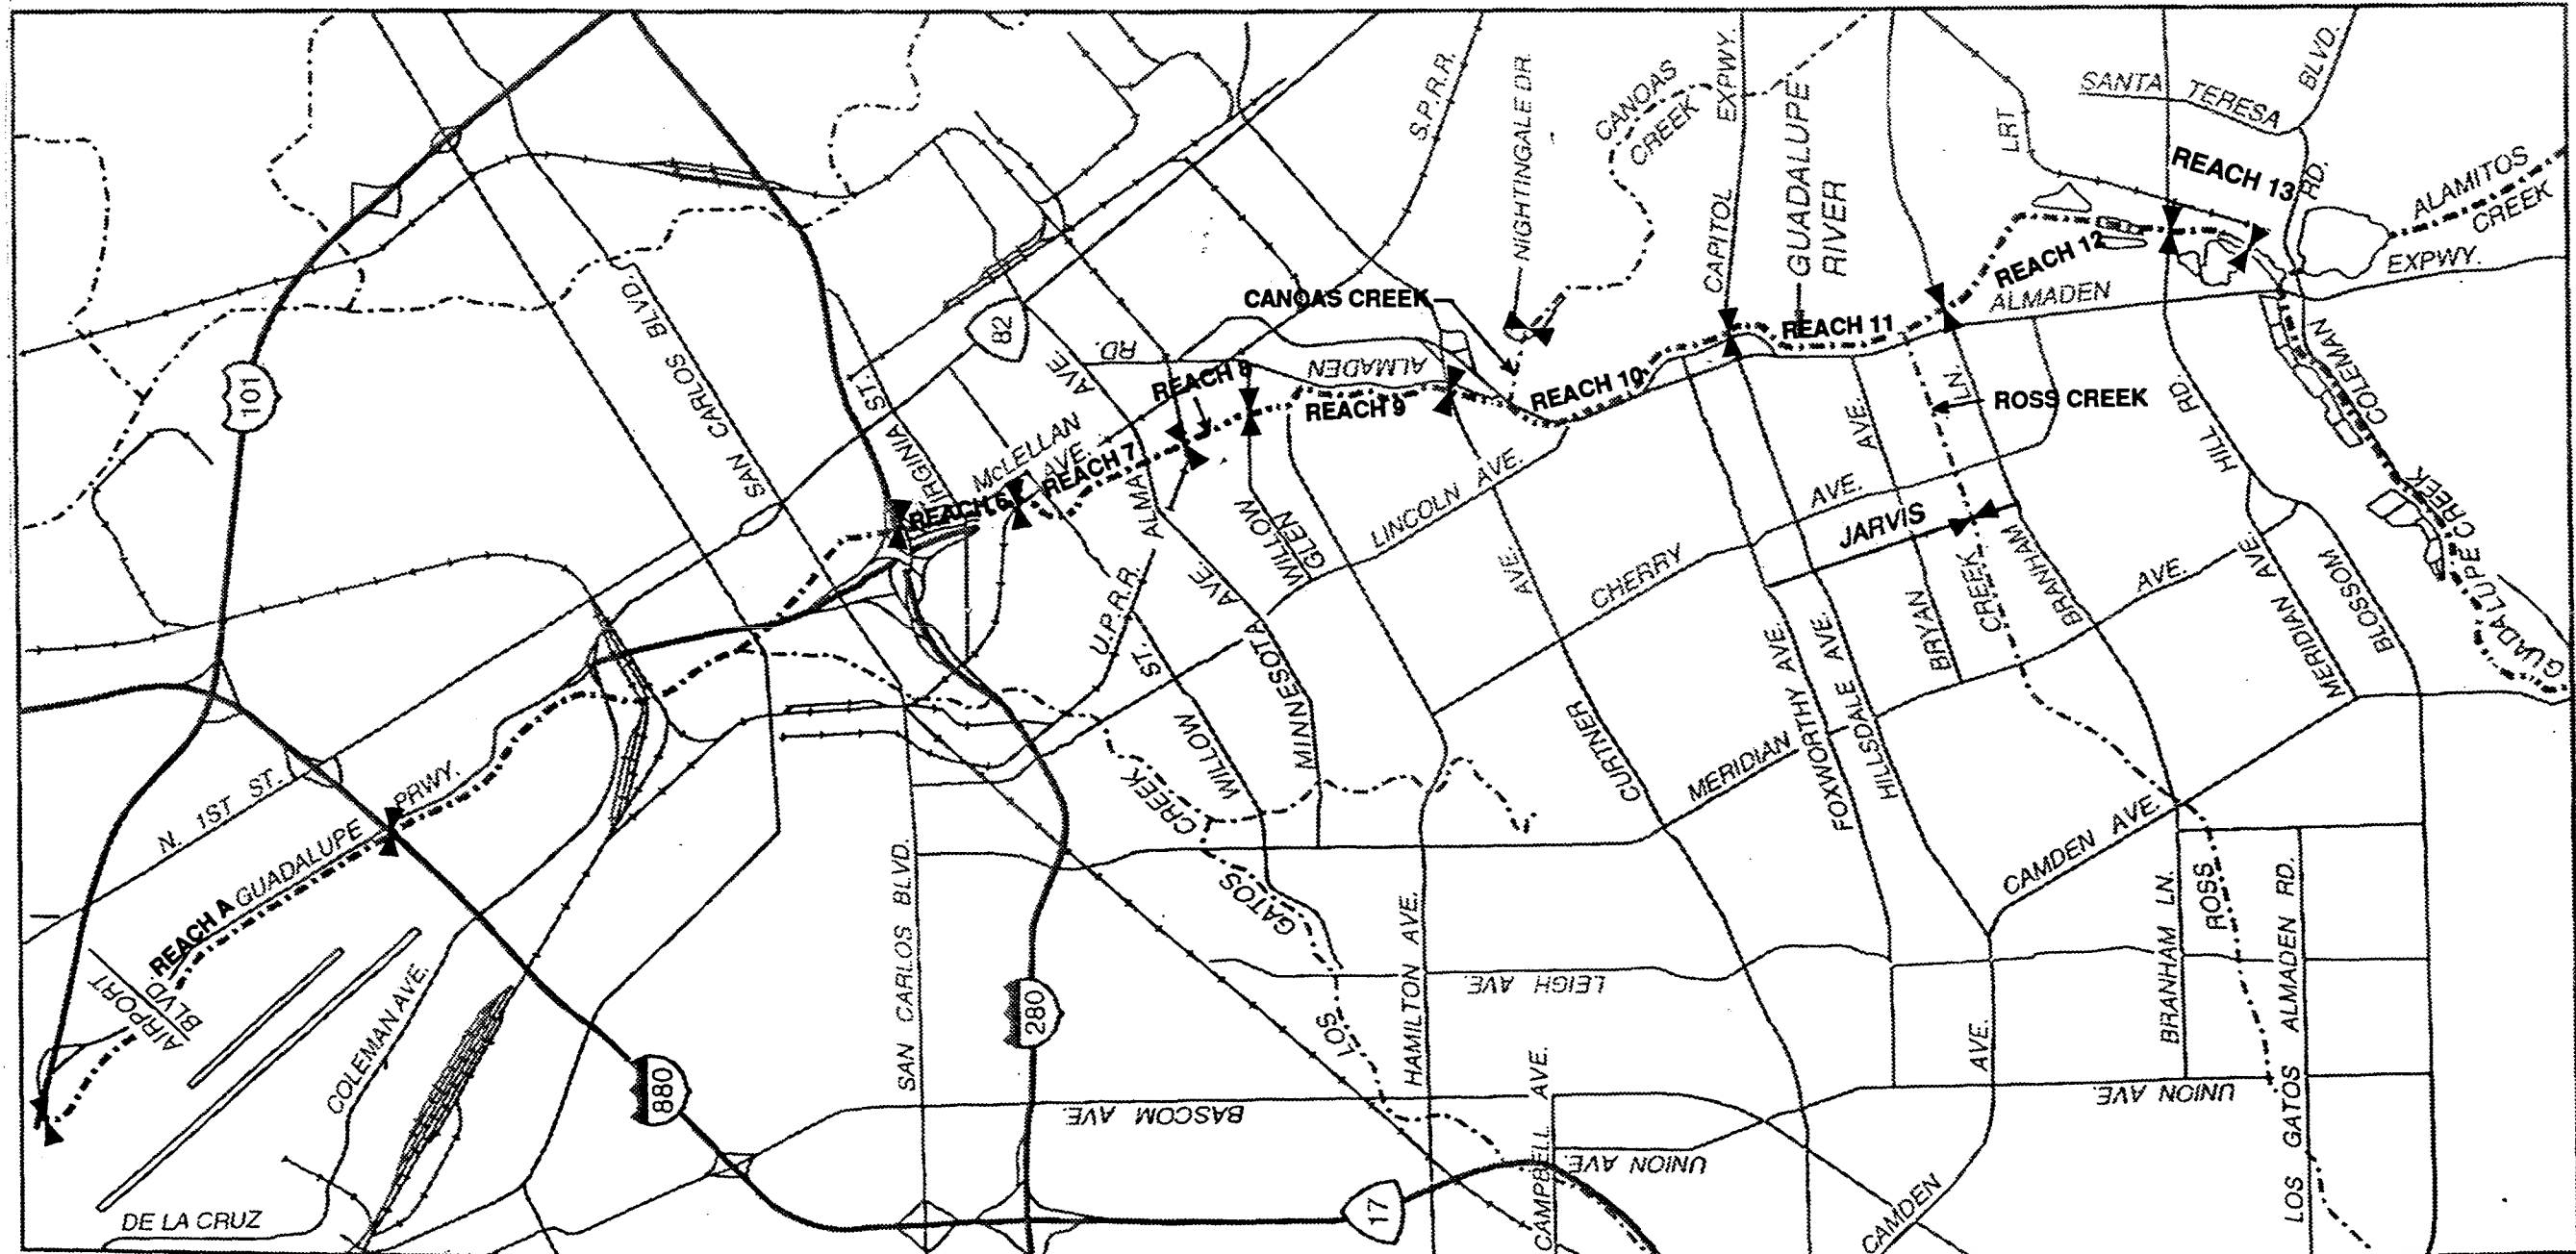 S.P.R.R.
NIGHTINGALE DR.
CANOAS
CREEK
CAPITOL EXPWY.
GUADALUPE
RIVER
LRT
SANTA TERESA
BLVD.
REACH 13
RD.
ALAMITOS
CREEK
EXPWY.
REACH 12
ALMADEN
CANOAS CREEK
REACH 11
101
SAN CARLOS BLVD.
82
RD.
AVE.
ALMADEN
REACH 8
REACH 9
REACH 10
ROSS CREEK
LN.
COLEMAN
VIRGINIA ST.
McLELLAN
AVE.
REACH 6
REACH 7
ALMA
AVE.
WILLOW
GLEN
LINCOLN AVE.
AVE.
CHERRY
AVE.
AVE.
JARVIS
CREEK
BRANHAM
BRYAN
HILL
RD.
AVE.
AVE.
MERIDIAN
BLOSSOM
GUADALUPE CREEK
U.P.R.R.
ST.
WILLOW
MINNESOTA
CURTNER
MERIDIAN
FOXWORTHY AVE.
HILLSDALE AVE.
N. 1ST ST.
PRWY.
GUADALUPE
REACH A
AIRPORT
BLVD.
COLEMAN AVE.
DE LA CRUZ
880
SAN CARLOS BLVD.
280
CREEK
GATOS
LOS
HAMILTON AVE.
LEIGH AVE.
BASCOM AVE.
CAMPBELL AVE.
UNION AVE.
17
CAMDEN AVE.
CAMDEN
AVE.
BRANHAM LN.
ROSS
LOS GATOS ALMADEN RD.
UNION AVE.